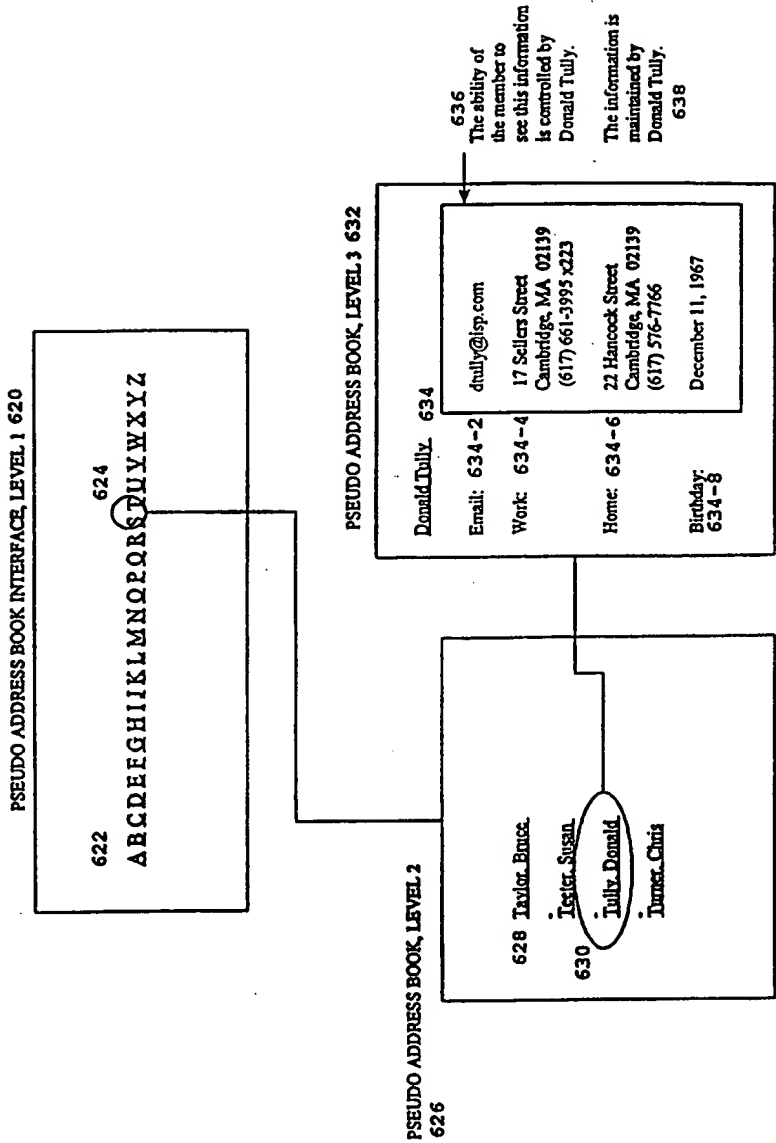 PSEUDO ADDRESS BOOK INTERFACE, LEVEL 1 620
622
624
A B C D E F G H I J K L M N O P Q R S T U V W X Y Z
PSEUDO ADDRESS BOOK, LEVEL 2
626
628 Taylor, Bruce
Teeter, Susan
630
Tully, Donald
Turner, Chris
PSEUDO ADDRESS BOOK, LEVEL 3 632
Donald Tully 634
Email: 634-2 dtully@isp.com
Work: 634-4 17 Sellers Street
Cambridge, MA 02139
(617) 661-3995 x223
Home: 634-6 22 Hancock Street
Cambridge, MA 02139
(617) 576-7766
Birthday: December 11, 1967
634-8
636
The ability of
the member to
see this information
is controlled by
Donald Tully.
The information is
maintained by
Donald Tully.
638